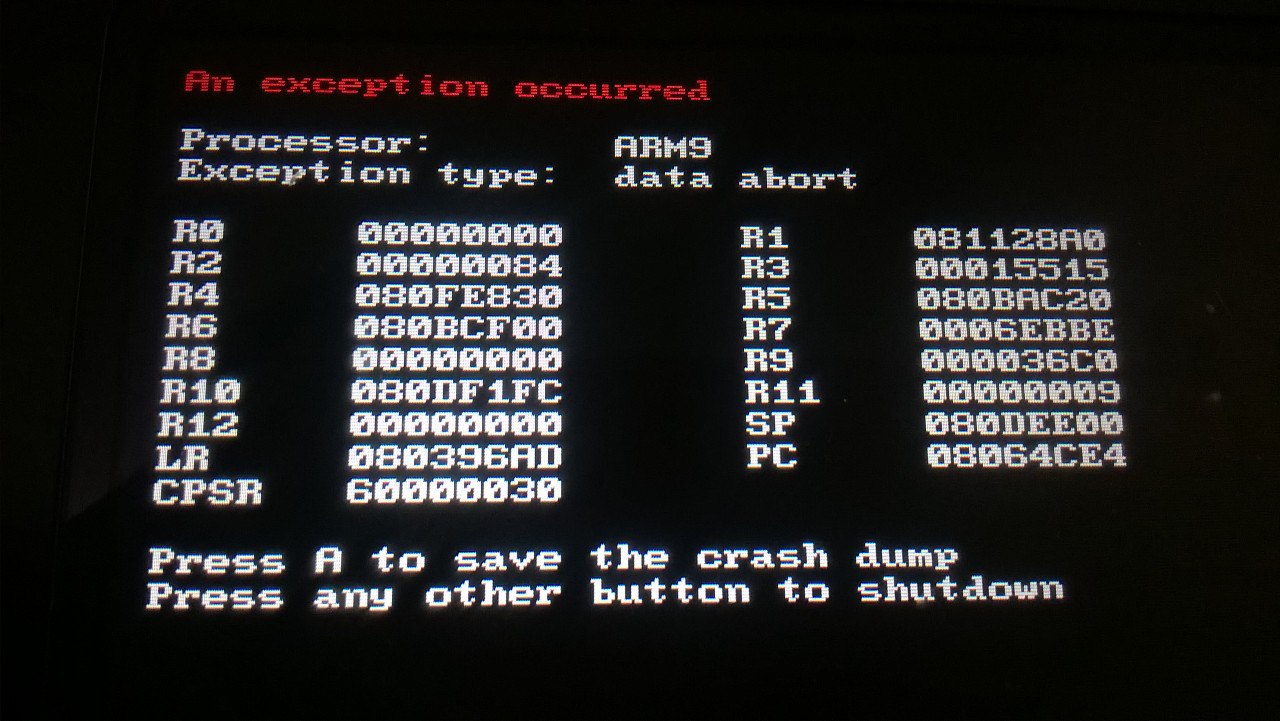 An exception occurred
Processor: ARM9
Exception type: data abort
R0 00000000 R1 081128A0
R2 00000084 R3 00015515
R4 080FE830 R5 080BAC20
R6 080BCF00 R7 0006EBBE
R8 00000000 R9 000036C0
R10 080DF1FC R11 00000009
R12 00000000 SP 080DEE00
LR 080396AD PC 08064CE4
CPSR 60000030
Press A to save the crash dump
Press any other button to shutdown